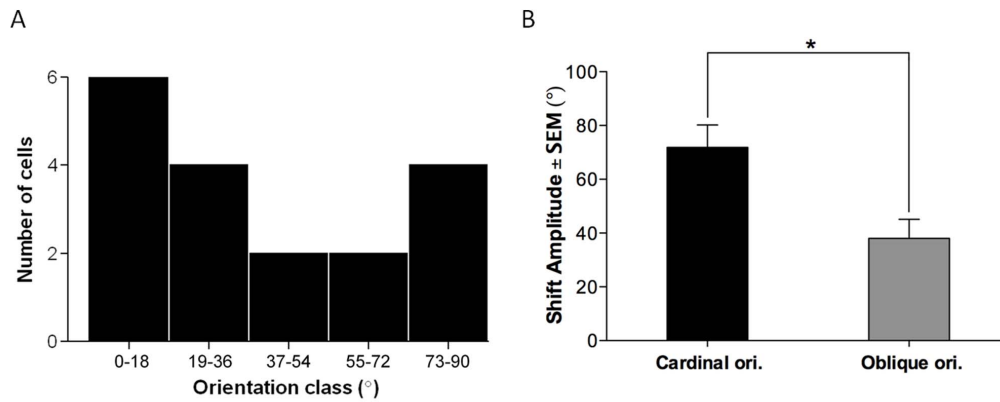 A
Number of cells
6
4
2
0
0-18 19-36 37-54 55-72 73-90
Orientation class (°)
B
Shift Amplitude ± SEM (°)
100
80
60
40
20
0
*
Cardinal ori. Oblique ori.